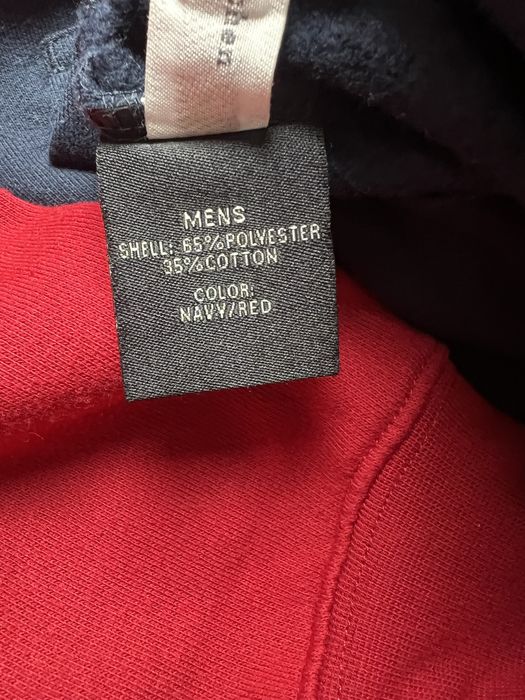 MENS
SHELL: 65%POLYESTER
35%COTTON
COLOR:
NAVY/RED